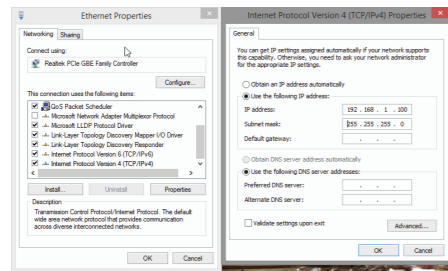 Ethernet Properties
Networking Sharing
Connect using:
Realtek PCIe GBE Family Controller
Configure...
This connection uses the following items:
QoS Packet Scheduler
Microsoft Network Adapter Multiplexor Protocol
Microsoft LLDP Protocol Driver
Link-Layer Topology Discovery Mapper I/O Driver
Link-Layer Topology Discovery Responder
Internet Protocol Version 6 (TCP/IPv6)
Internet Protocol Version 4 (TCP/IPv4)
Install... Uninstall Properties
Description
Transmission Control Protocol/Internet Protocol. The default
wide area network protocol that provides communication
across diverse interconnected networks.
OK Cancel
Internet Protocol Version 4 (TCP/IPv4) Properties
General
You can get IP settings assigned automatically if your network supports
this capability. Otherwise, you need to ask your network administrator
for the appropriate IP settings.
Obtain an IP address automatically
Use the following IP address:
IP address: 192 . 168 . 1 . 100
Subnet mask: 255 . 255 . 255 . 0
Default gateway: . . .
Obtain DNS server address automatically
Use the following DNS server addresses:
Preferred DNS server: . . .
Alternate DNS server: . . .
Validate settings upon exit
Advanced...
OK Cancel